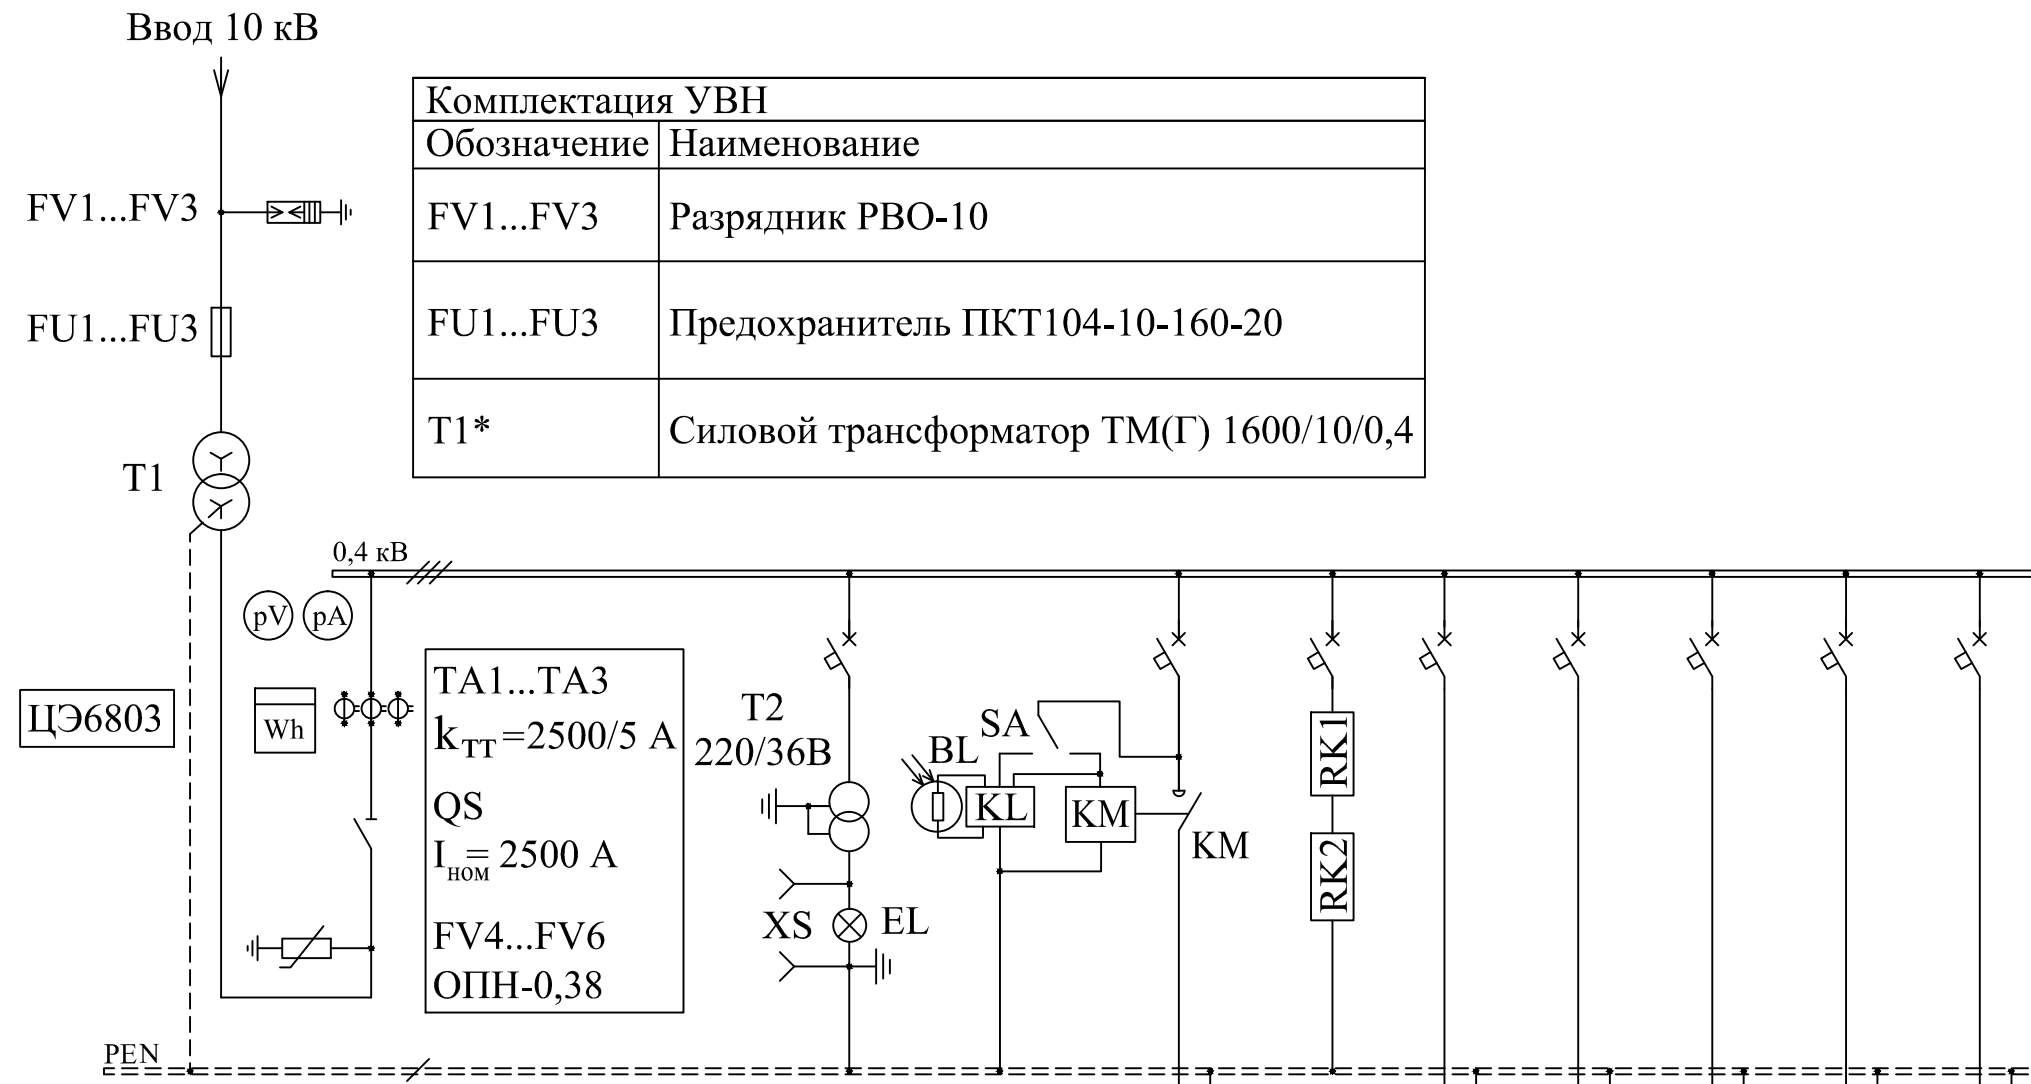 Ввод 10 кВ
Комплектация УВН
Обозначение Наименование
FV1...FV3 FV1...FV3 Разрядник РВО-10
FU1...FU3 FU1...FU3 Предохранитель ПКТ104-10-160-20
T1 T1* Силовой трансформатор ТМ(Г) 1600/10/0,4
0,4 кВ
pV pA
ЦЭ6803 Wh
TA1...TA3
kтт=2500/5 А
QS
Iном= 2500 А
FV4...FV6
ОПН-0,38
T2
220/36В
XS EL
BL SA
KL KM
KM
RK1
RK2
PEN